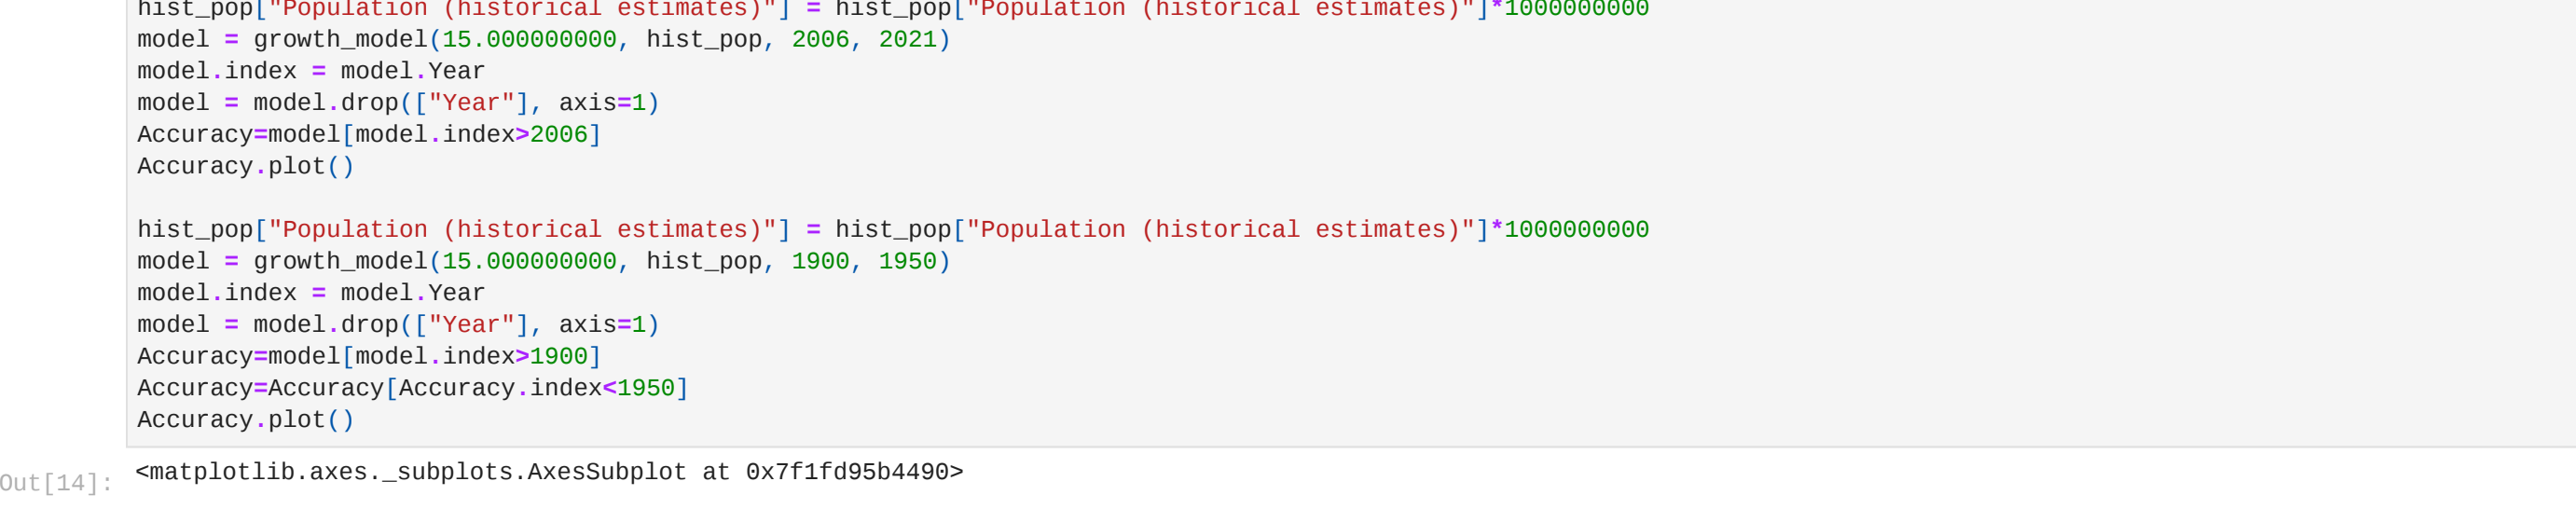 hist_pop["Population (historical estimates)"] = hist_pop["Population (historical estimates)"]*1000000000
model = growth_model(15.000000000, hist_pop, 2006, 2021)
model.index = model.Year
model = model.drop(["Year"], axis=1)
Accuracy=model[model.index>2006]
Accuracy.plot()

hist_pop["Population (historical estimates)"] = hist_pop["Population (historical estimates)"]*1000000000
model = growth_model(15.000000000, hist_pop, 1900, 1950)
model.index = model.Year
model = model.drop(["Year"], axis=1)
Accuracy=model[model.index>1900]
Accuracy=Accuracy[Accuracy.index<1950]
Accuracy.plot()
Out[14]: <matplotlib.axes._subplots.AxesSubplot at 0x7f1fd95b4490>